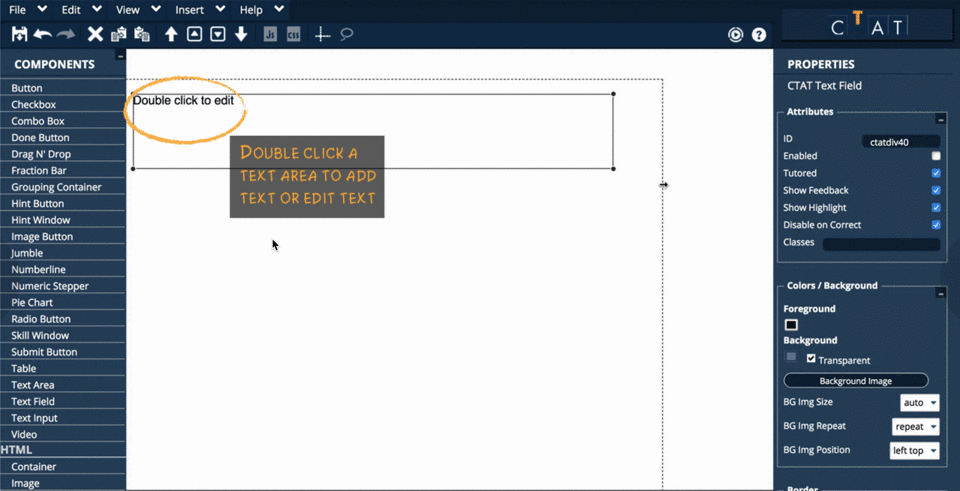 File Edit View Insert Help
Js CSS
?
CTAT
COMPONENTS
Button
Checkbox
Combo Box
Done Button
Drag N' Drop
Fraction Bar
Grouping Container
Hint Button
Hint Window
Image Button
Jumble
Numberline
Numeric Stepper
Pie Chart
Radio Button
Skill Window
Submit Button
Table
Text Area
Text Field
Text Input
Video
HTML
Container
Image
Double click to edit
DOUBLE CLICK A
TEXT AREA TO ADD
TEXT OR EDIT TEXT
PROPERTIES
CTAT Text Field
Attributes
ID ctatdiv40
Enabled
Tutored
Show Feedback
Show Highlight
Disable on Correct
Classes
Colors / Background
Foreground
Background
Transparent
Background Image
BG Img Size auto
BG Img Repeat repeat
BG Img Position left top
Border